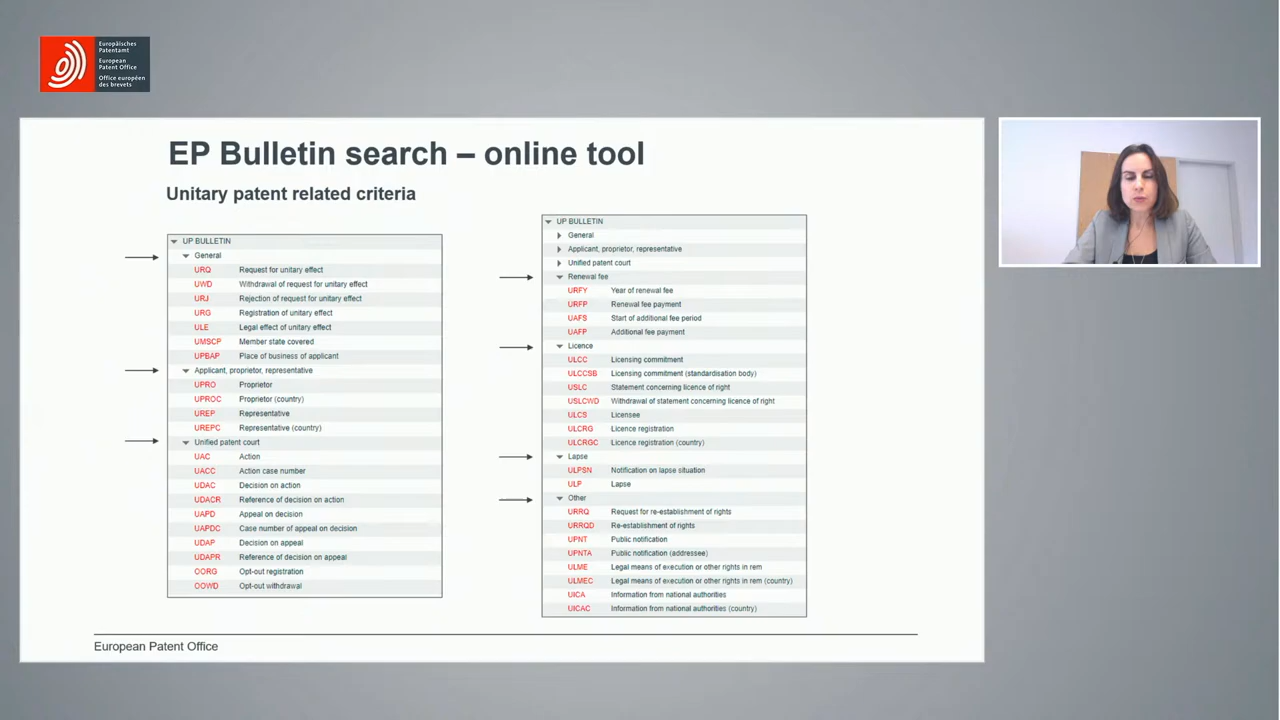 Europäisches
Patentamt
European
Patent Office
Office européen
des brevets
EP Bulletin search – online tool
Unitary patent related criteria
UP BULLETIN
General
URQ Request for unitary effect
UWD Withdrawal of request for unitary effect
URJ Rejection of request for unitary effect
URG Registration of unitary effect
ULE Legal effect of unitary effect
UMSCP Member state covered
UPBAP Place of business of applicant
Applicant, proprietor, representative
UPRO Proprietor
UPROC Proprietor (country)
UREP Representative
UREPC Representative (country)
Unified patent court
UAC Action
UACC Action case number
UDAC Decision on action
UDACR Reference of decision on action
UAPD Appeal on decision
UAPDC Case number of appeal on decision
UDAP Decision on appeal
UDAPR Reference of decision on appeal
OORG Opt-out registration
OOWD Opt-out withdrawal
UP BULLETIN
General
Applicant, proprietor, representative
Unified patent court
Renewal fee
URFY Year of renewal fee
URFP Renewal fee payment
UAFS Start of additional fee period
UAFP Additional fee payment
Licence
ULCC Licensing commitment
ULCCSB Licensing commitment (standardisation body)
USLC Statement concerning licence of right
USLCWD Withdrawal of statement concerning licence of right
ULCS Licensee
ULCRG Licence registration
ULCRGC Licence registration (country)
Lapse
ULPSN Notification on lapse situation
ULP Lapse
Other
URRQ Request for re-establishment of rights
URRQD Re-establishment of rights
UPNT Public notification
UPNTA Public notification (addressee)
ULME Legal means of execution or other rights in rem
ULMEC Legal means of execution or other rights in rem (country)
UICA Information from national authorities
UICAC Information from national authorities (country)
European Patent Office